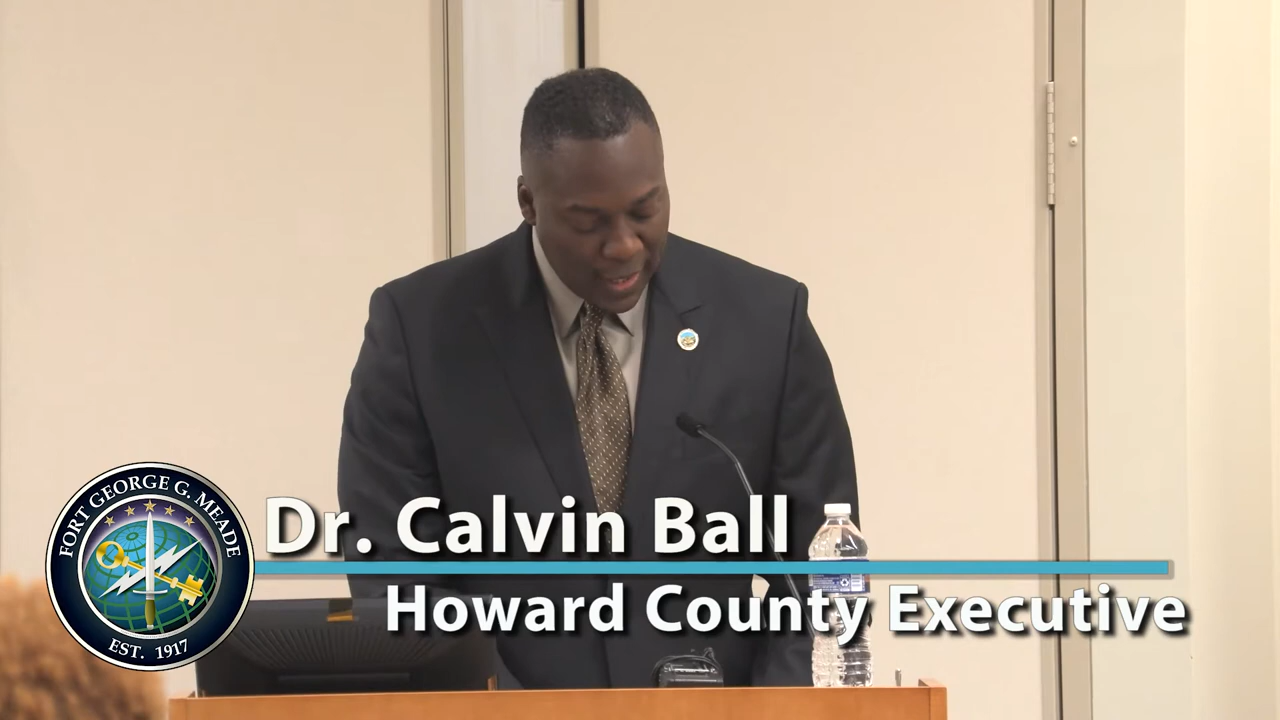 Dr. Calvin Ball
Howard County Executive
FORT GEORGE G. MEADE
EST. 1917